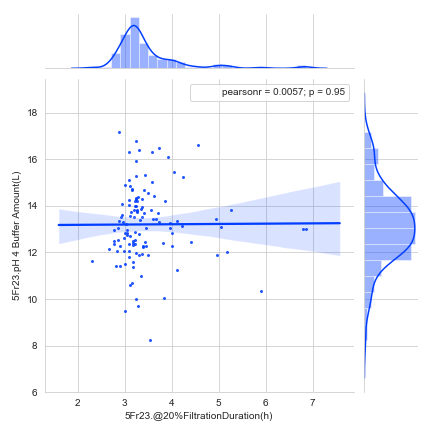 pearsonr = 0.0057; p = 0.95
18
16
14
12
10
8
6
5Fr23.pH 4 Buffer Amount(L)
2 3 4 5 6 7
5Fr23.@20%FiltrationDuration(h)